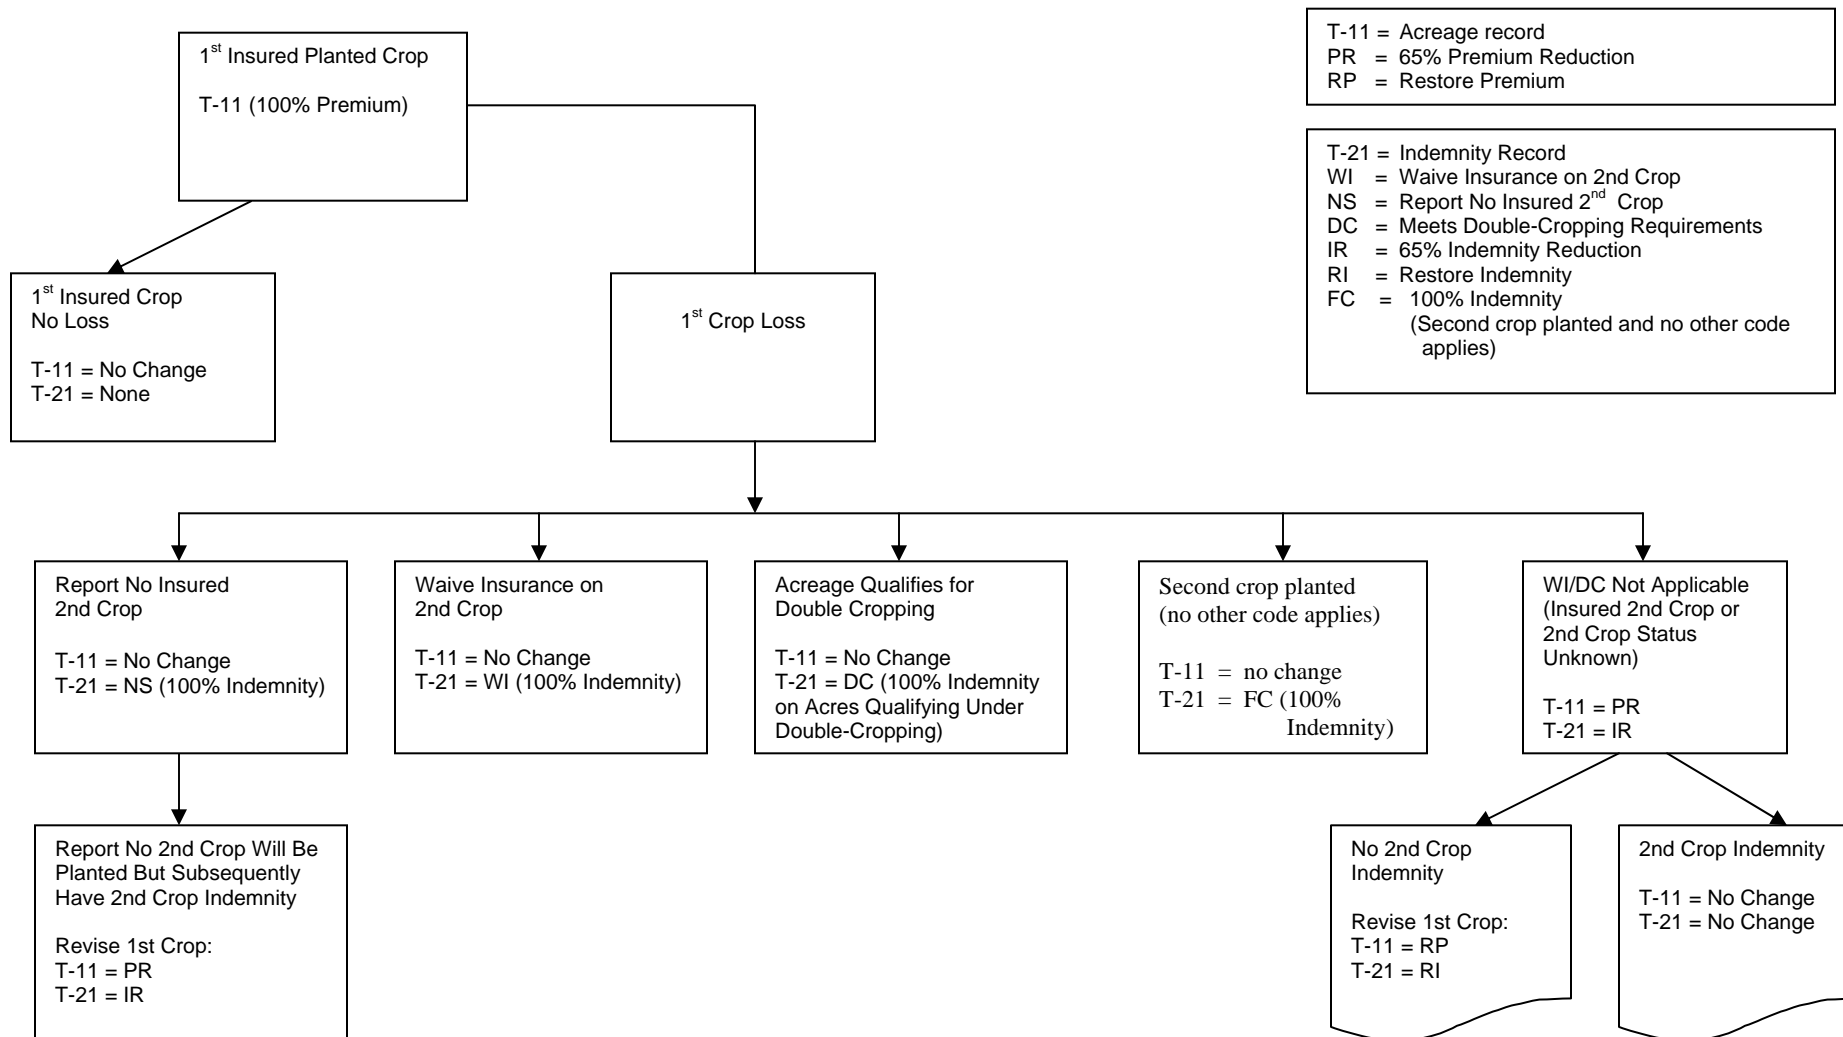 1st Insured Planted Crop
T-11 (100% Premium)
T-11 = Acreage record
PR = 65% Premium Reduction
RP = Restore Premium
T-21 = Indemnity Record
WI = Waive Insurance on 2nd Crop
NS = Report No Insured 2nd Crop
DC = Meets Double-Cropping Requirements
IR = 65% Indemnity Reduction
RI = Restore Indemnity
FC = 100% Indemnity
(Second crop planted and no other code
applies)
1st Insured Crop
No Loss
T-11 = No Change
T-21 = None
1st Crop Loss
Report No Insured
2nd Crop
T-11 = No Change
T-21 = NS (100% Indemnity)
Waive Insurance on
2nd Crop
T-11 = No Change
T-21 = WI (100% Indemnity)
Acreage Qualifies for
Double Cropping
T-11 = No Change
T-21 = DC (100% Indemnity
on Acres Qualifying Under
Double-Cropping)
Second crop planted
(no other code applies)
T-11 = no change
T-21 = FC (100%
Indemnity)
WI/DC Not Applicable
(Insured 2nd Crop or
2nd Crop Status
Unknown)
T-11 = PR
T-21 = IR
Report No 2nd Crop Will Be
Planted But Subsequently
Have 2nd Crop Indemnity
Revise 1st Crop:
T-11 = PR
T-21 = IR
No 2nd Crop
Indemnity
Revise 1st Crop:
T-11 = RP
T-21 = RI
2nd Crop Indemnity
T-11 = No Change
T-21 = No Change